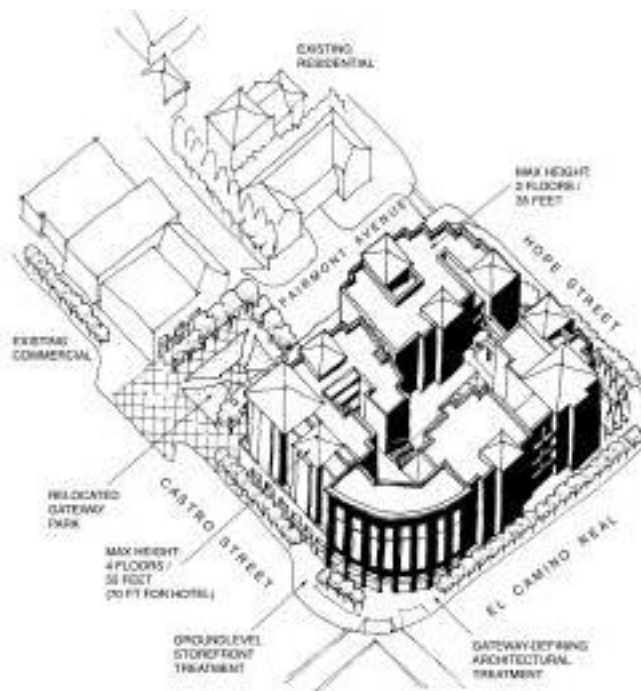 EXISTING
RESIDENTIAL
MAX HEIGHT:
FLOORS /
35 FEET
FAIRMONT AVENUE
HOPE STREET
EXISTING
COMMERCIAL
RELOCATED
GATEWAY
PARK
CASTRO STREET
MAX HEIGHT:
4 FLOORS /
55 FEET
(70 FT FOR HOTEL)
EL CAMINO REAL
GROUND LEVEL
STOREFRONT
TREATMENT
GATEWAY-DEFINING
ARCHITECTURAL
TREATMENT